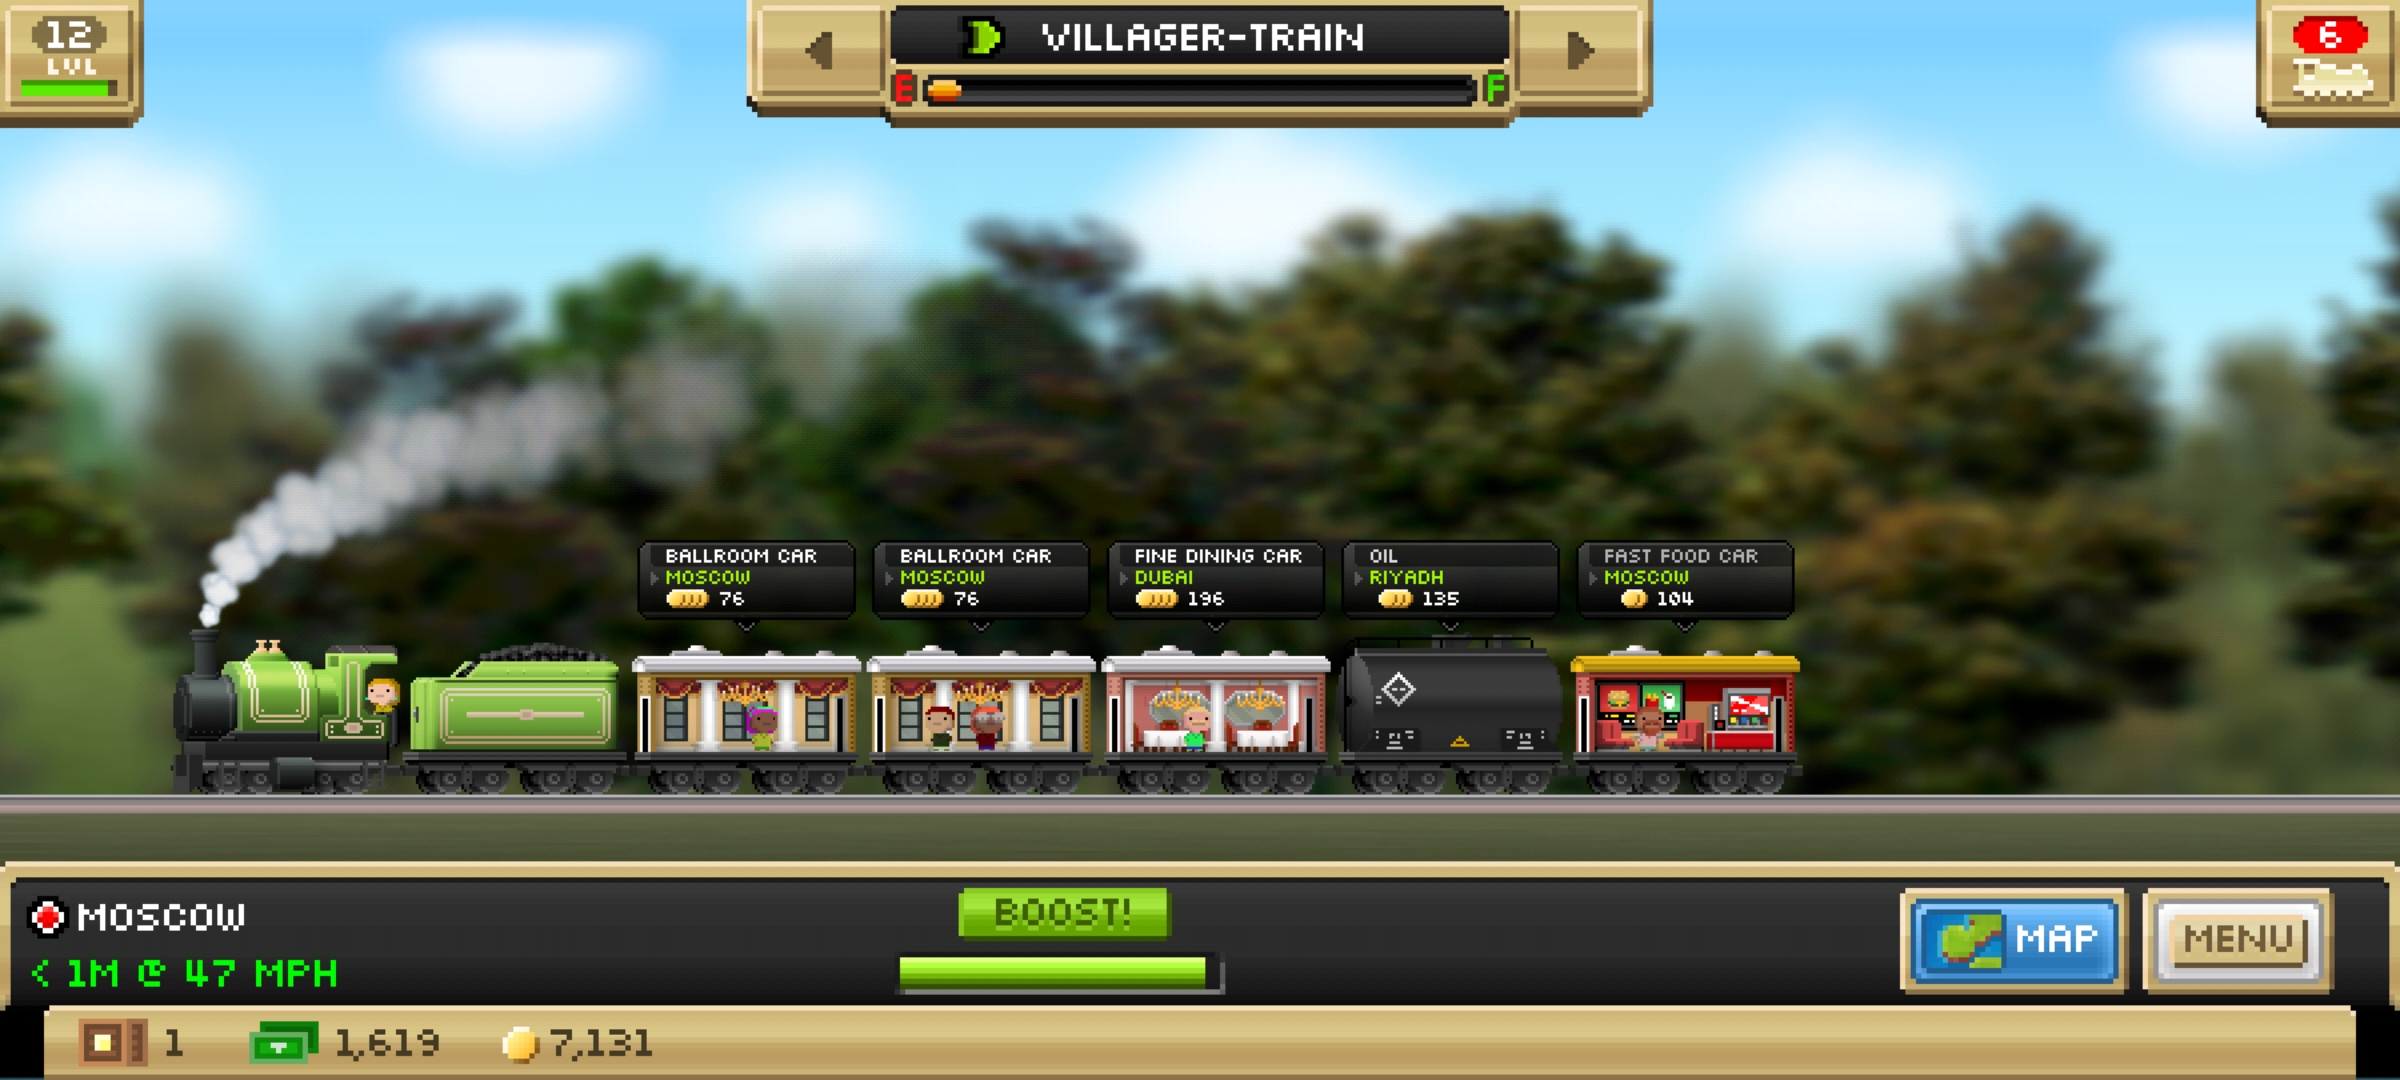 12
LVL
VILLAGER-TRAIN
E
F
6
BALLROOM CAR
MOSCOW
76
BALLROOM CAR
MOSCOW
76
FINE DINING CAR
DUBAI
196
OIL
RIYADH
135
FAST FOOD CAR
MOSCOW
104
MOSCOW
< 1M @ 47 MPH
BOOST!
MAP
MENU
1
1,619
7,131